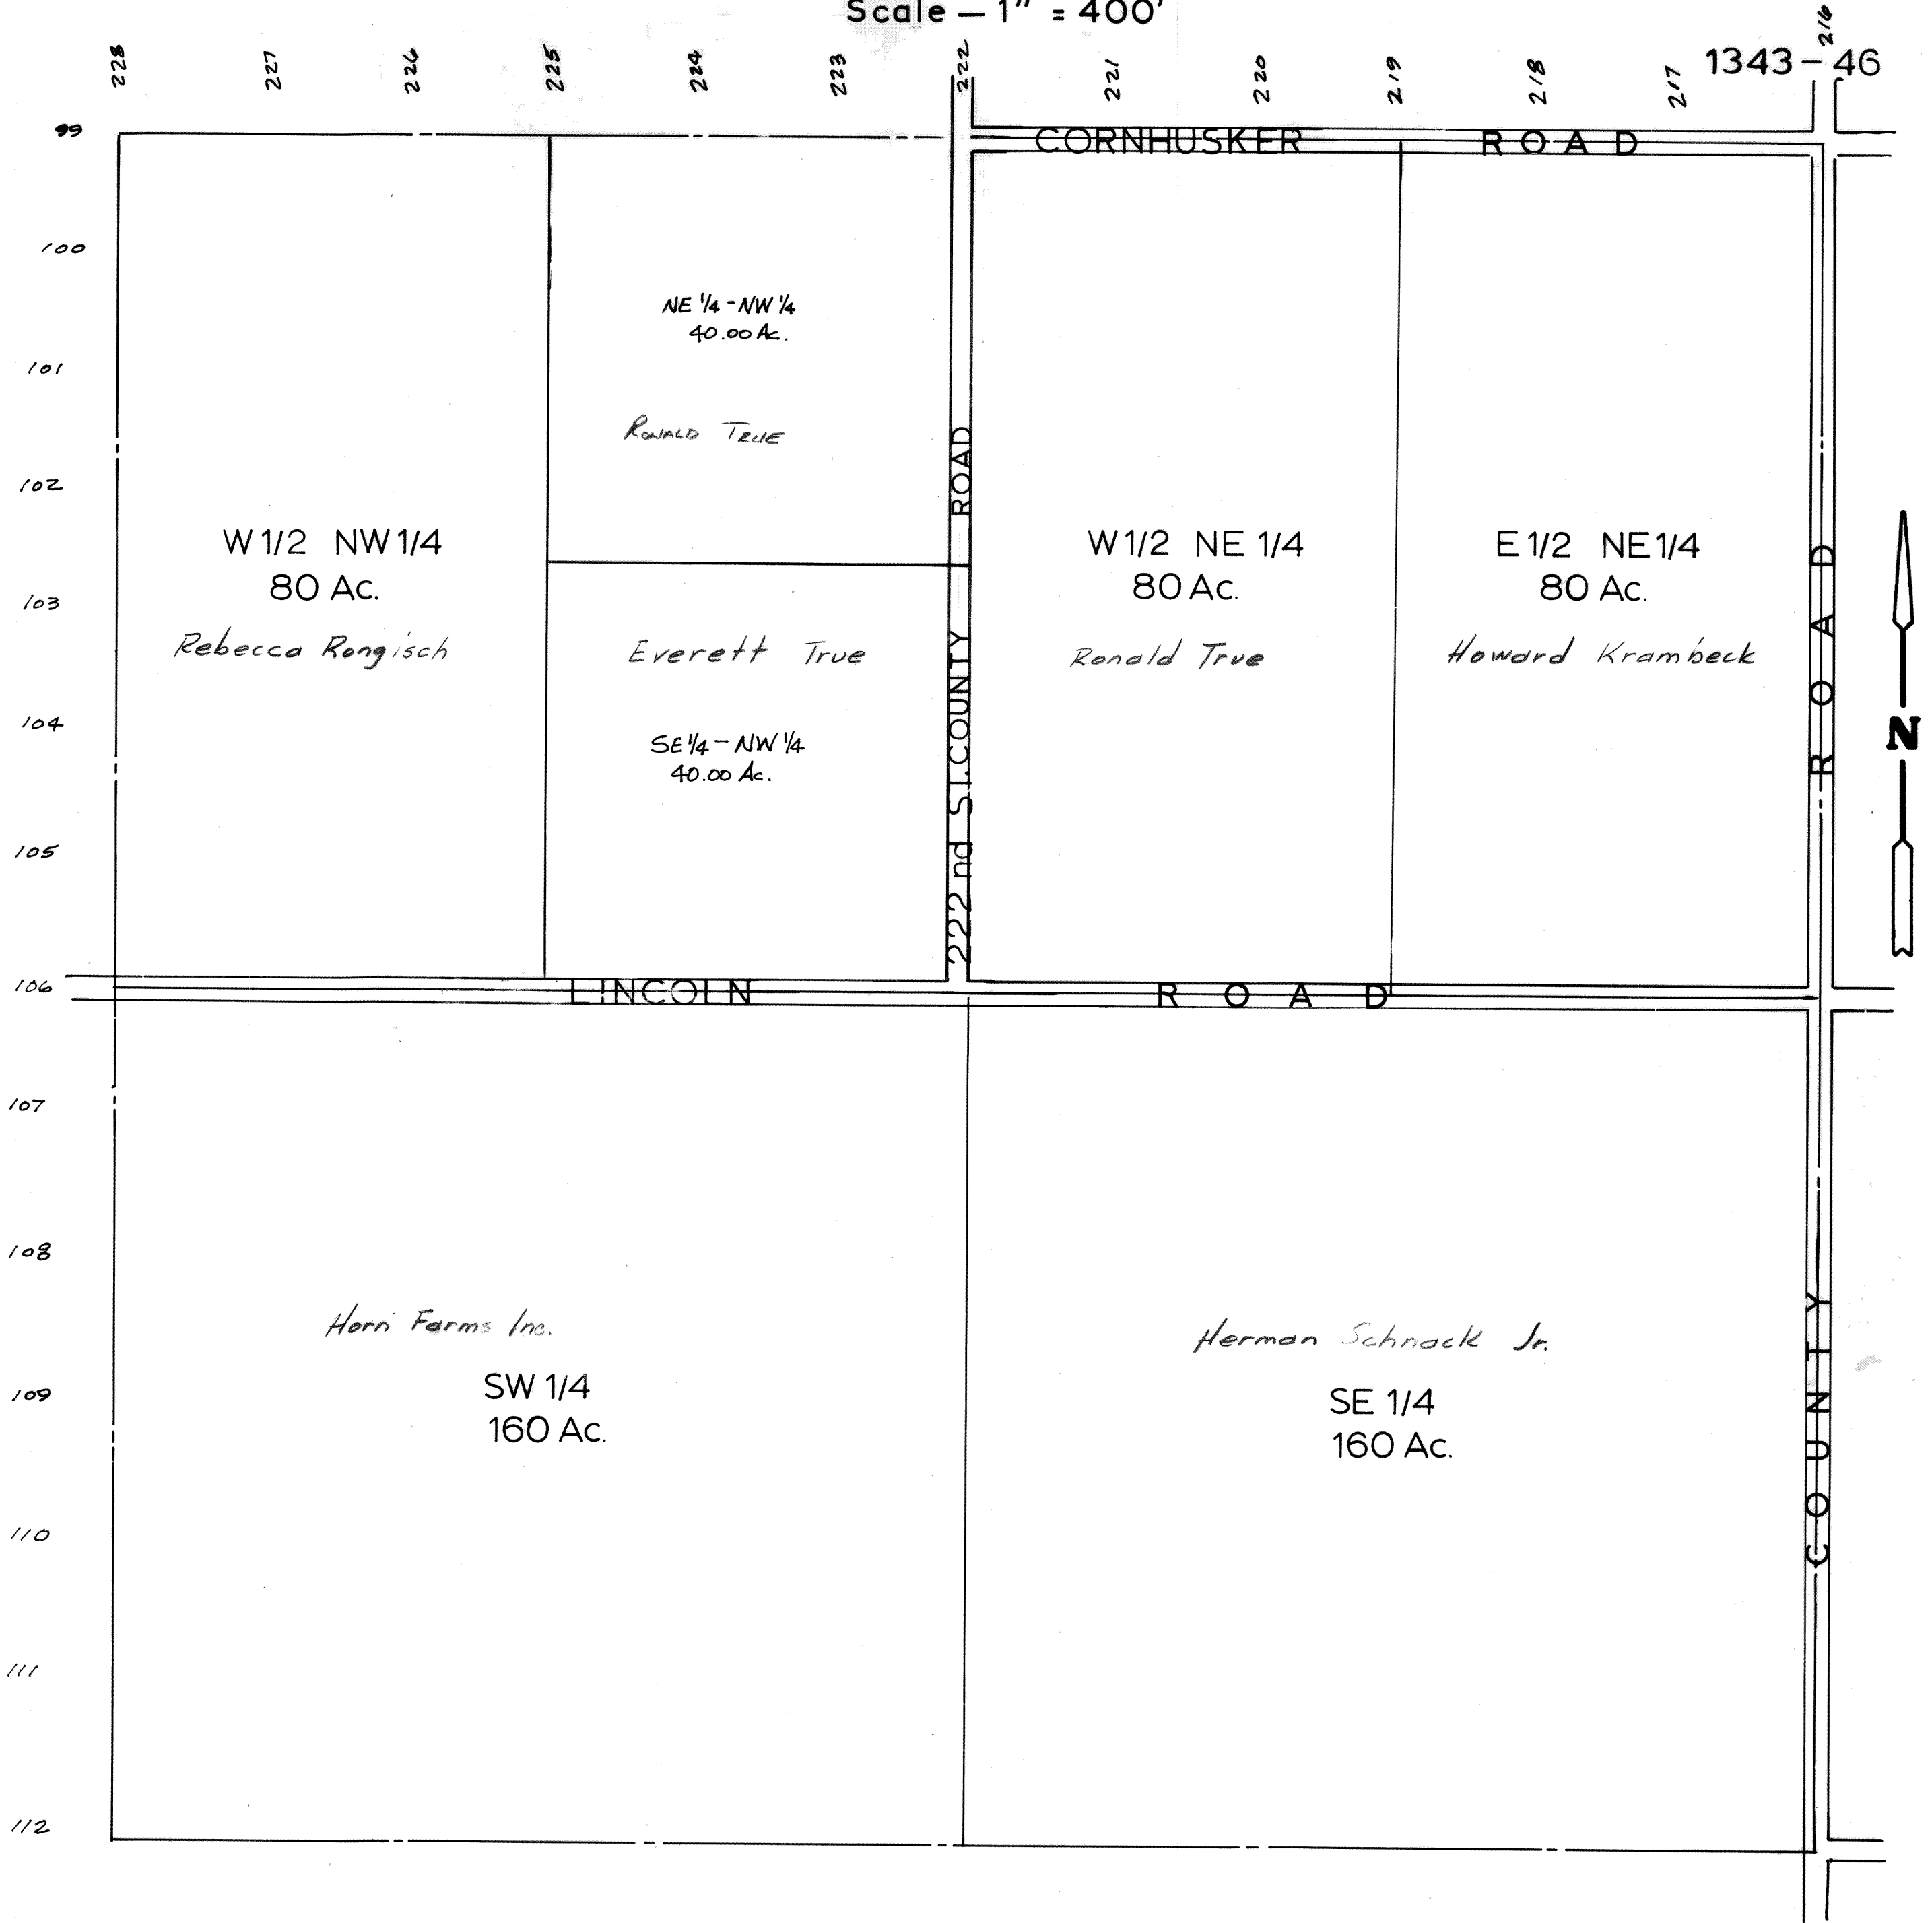 Scale — 1" = 400'
1343-46
228 227 226 225 224 223 222 221 220 219 218 217 216
CORNHUSKER ROAD
99
100
101
102
103
104
105
106
107
108
109
110
111
112
NE 1/4 - NW 1/4
40.00 Ac.
RONALD TRUE
W 1/2 NW 1/4
80 Ac.
Rebecca Rongisch
Everett True
SE 1/4 - NW 1/4
40.00 Ac.
222 nd ST. COUNTY ROAD
W 1/2 NE 1/4
80 Ac.
Ronald True
E 1/2 NE 1/4
80 Ac.
Howard Krambeck
N
LINCOLN ROAD
Horn Farms Inc.
SW 1/4
160 Ac.
Herman Schnack Jr.
SE 1/4
160 Ac.
COUNTY ROAD